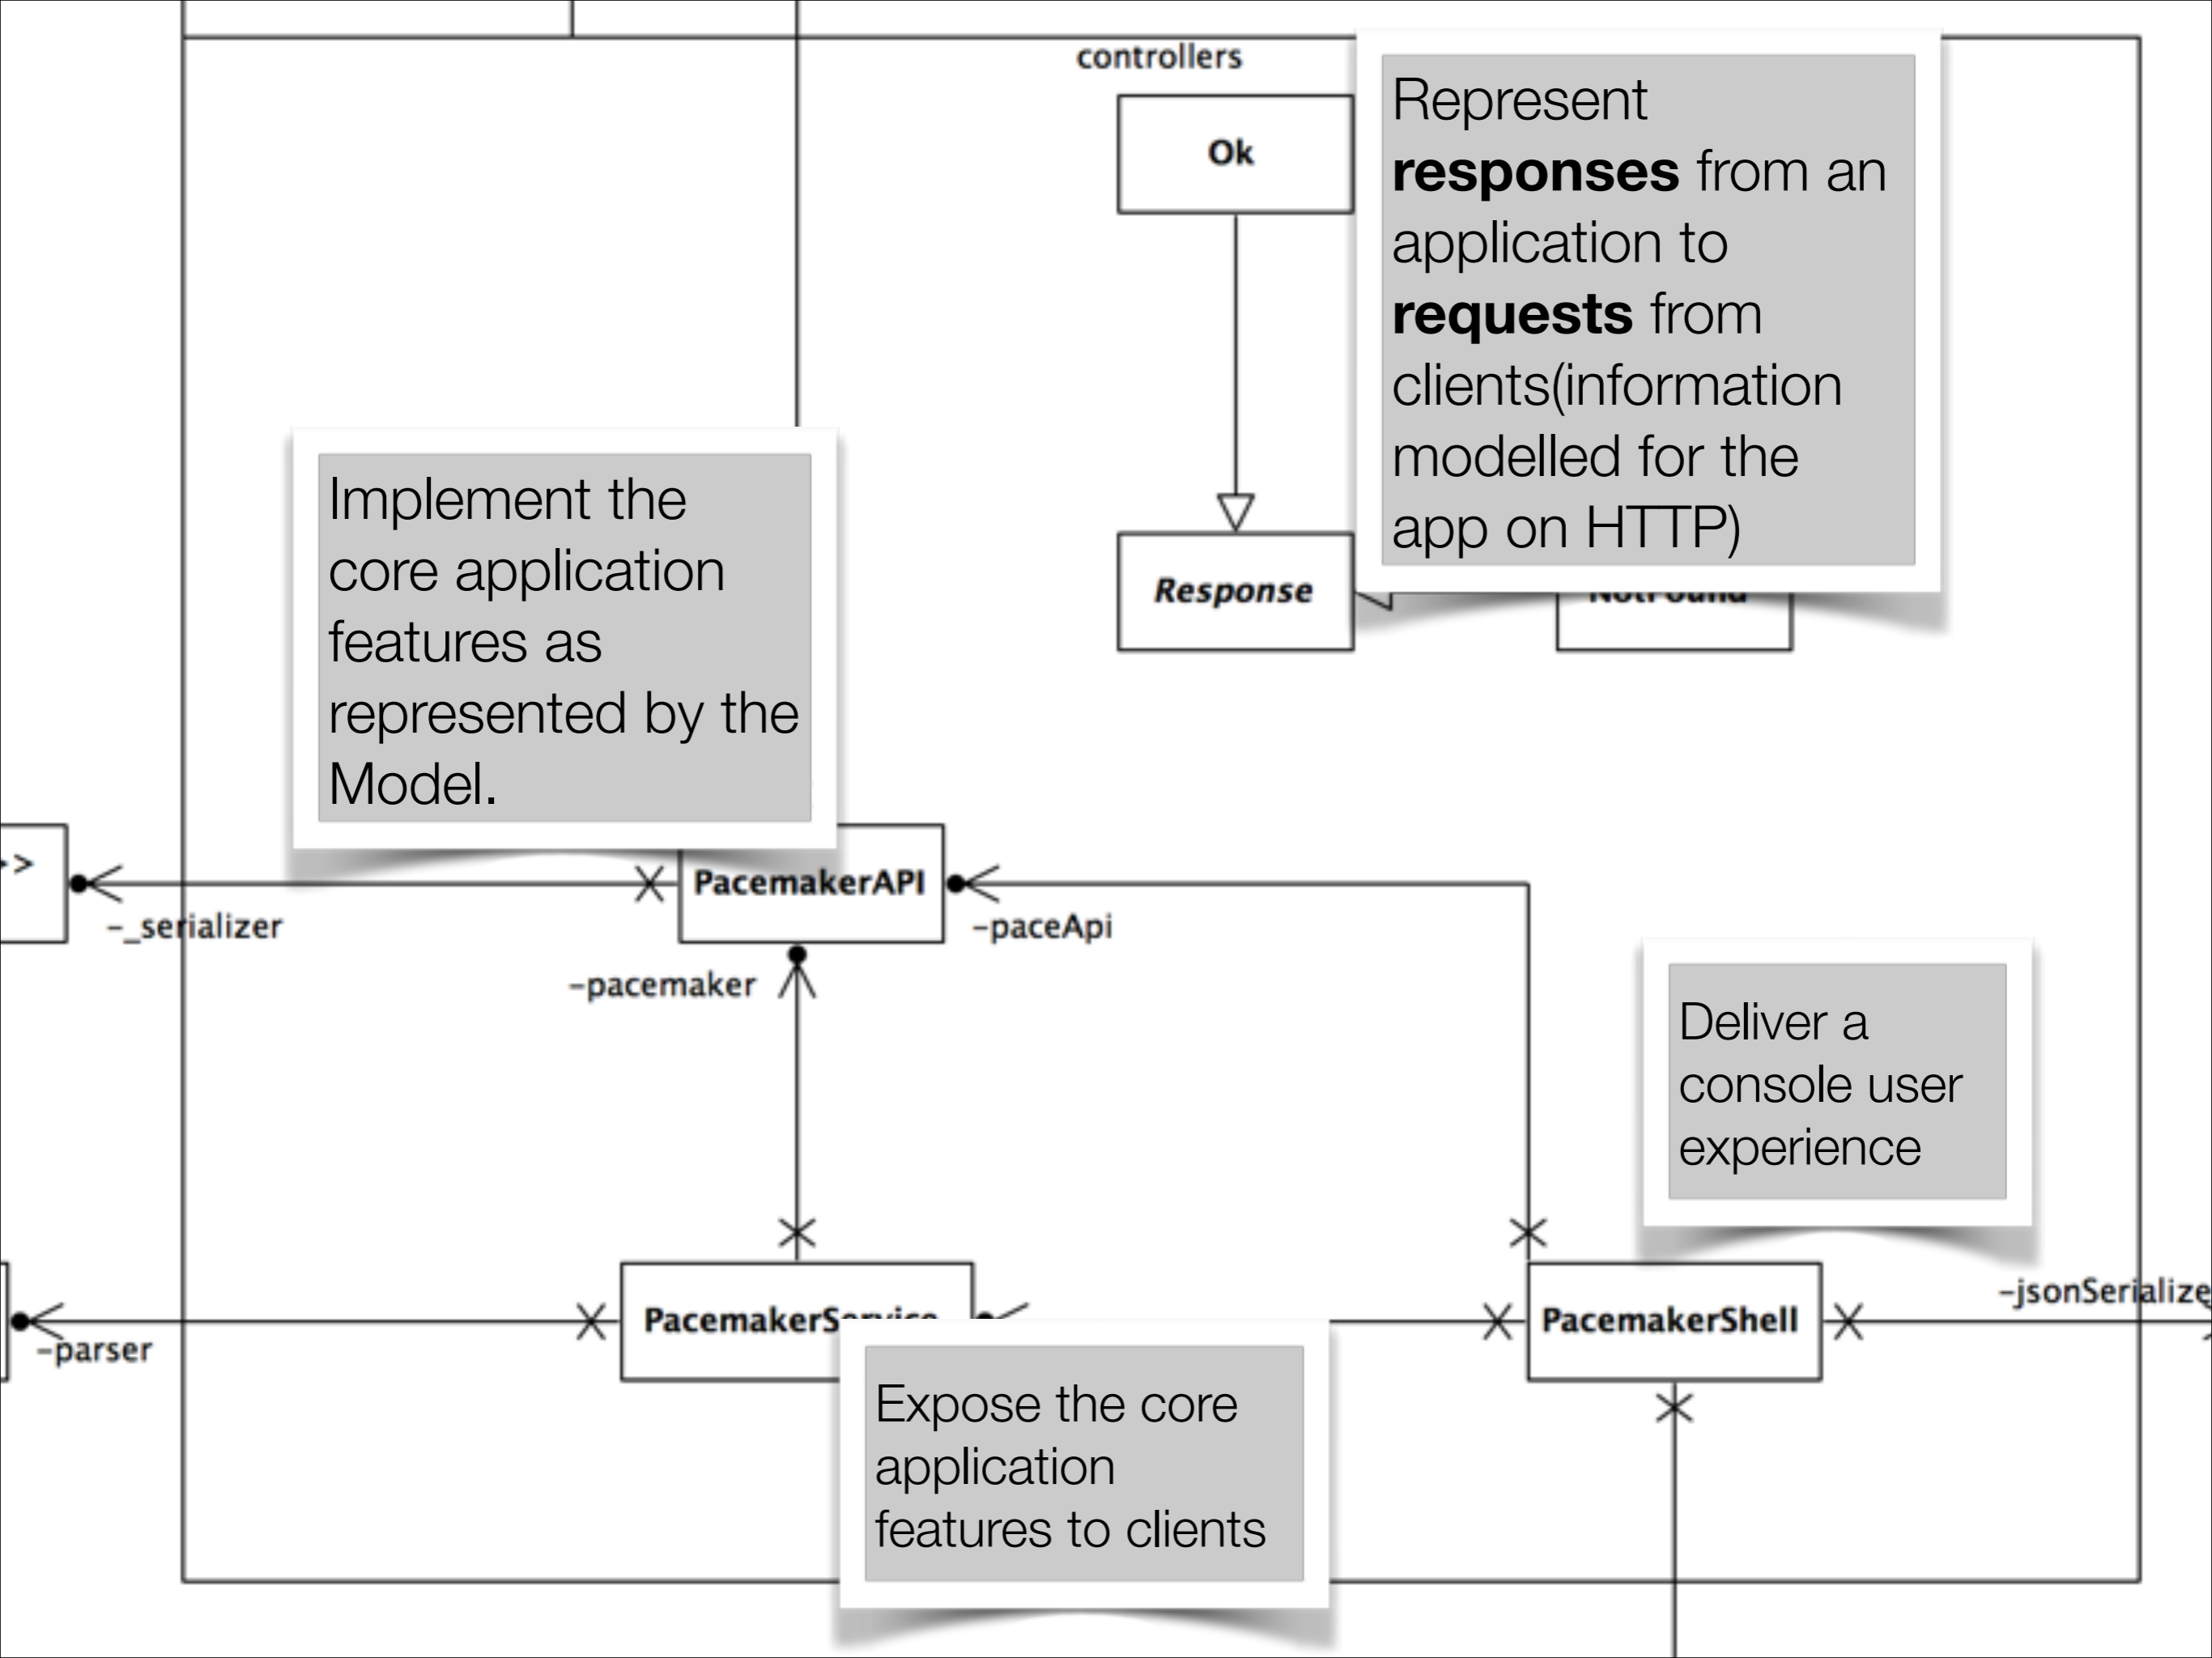 controllers
Ok
Represent
responses from an
application to
requests from
clients(information
modelled for the
app on HTTP)
Response
NotFound
Implement the
core application
features as
represented by the
Model.
>>
PacemakerAPI
-_serializer
-paceApi
-pacemaker
Deliver a
console user
experience
PacemakerService
PacemakerShell
-jsonSerialize
-parser
Expose the core
application
features to clients